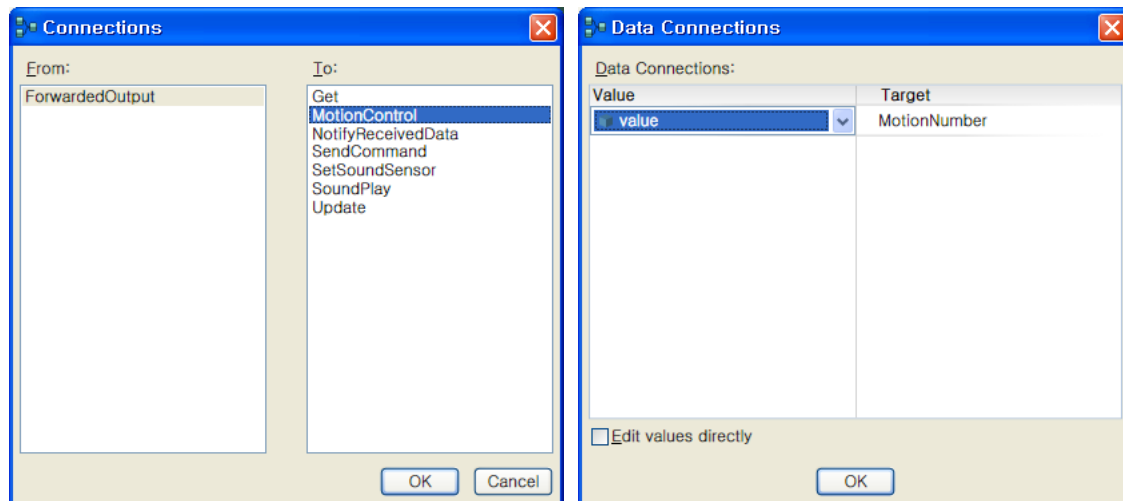 Connections
From:
To:
ForwardedOutput
Get
MotionControl
NotifyReceivedData
SendCommand
SetSoundSensor
SoundPlay
Update
OK
Cancel
Data Connections
Data Connections:
Value
Target
value
MotionNumber
Edit values directly
OK